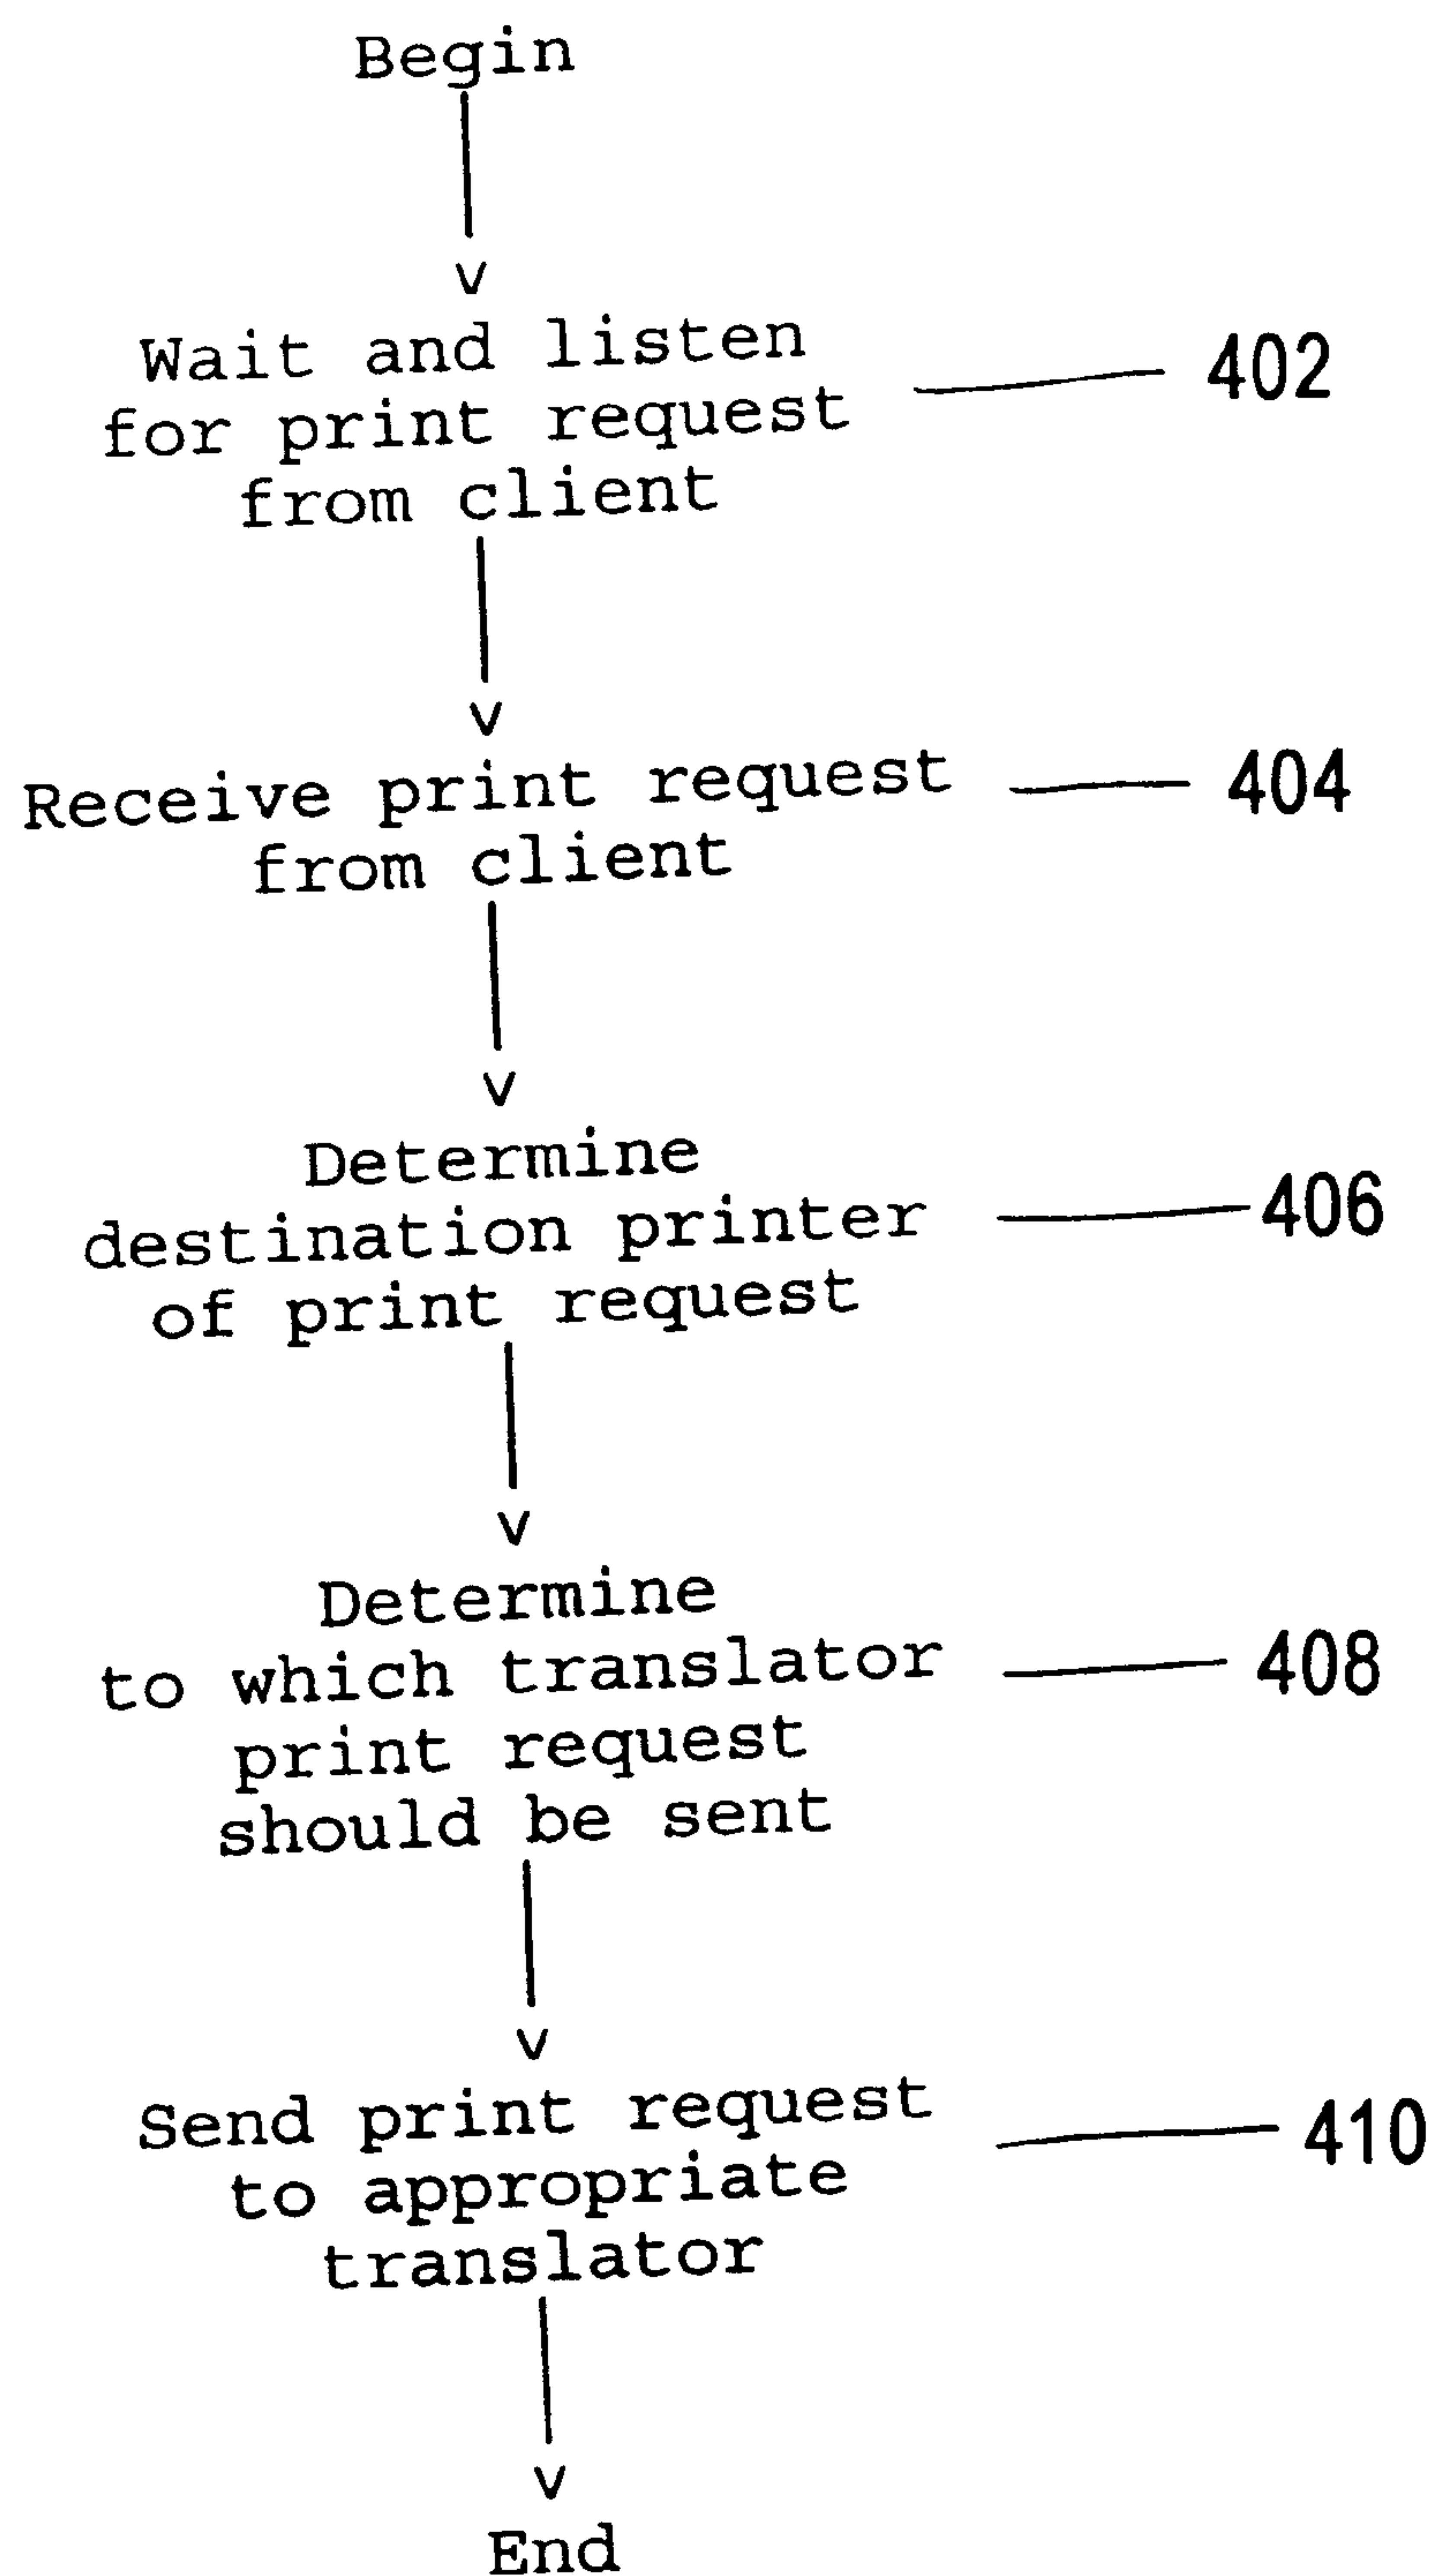 Begin
Wait and listen
402
for print request
from client
Receive print request
404
from client
Determine
destination printer
406
of print request
Determine
to which translator
408
print request
should be sent
Send print request
410
to appropriate
translator
End